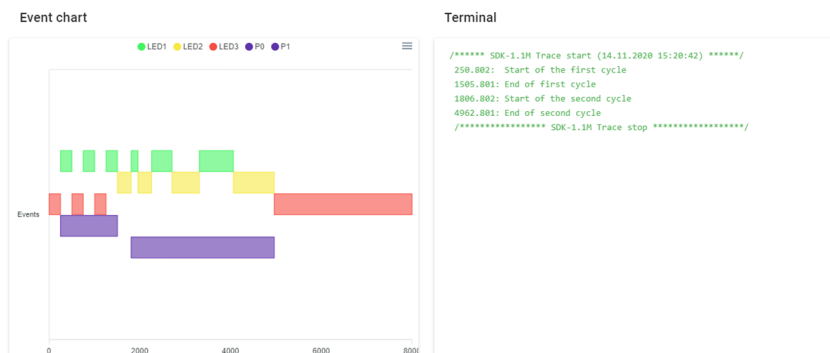 Event chart
LED1 LED2 LED3 P0 P1
Events
0 2000 4000 6000 8000
Terminal
/****** SDK-1.1M Trace start (14.11.2020 15:20:42) ******/
250.802: Start of the first cycle
1505.801: End of first cycle
1806.802: Start of the second cycle
4962.801: End of second cycle
/***************** SDK-1.1M Trace stop ******************/